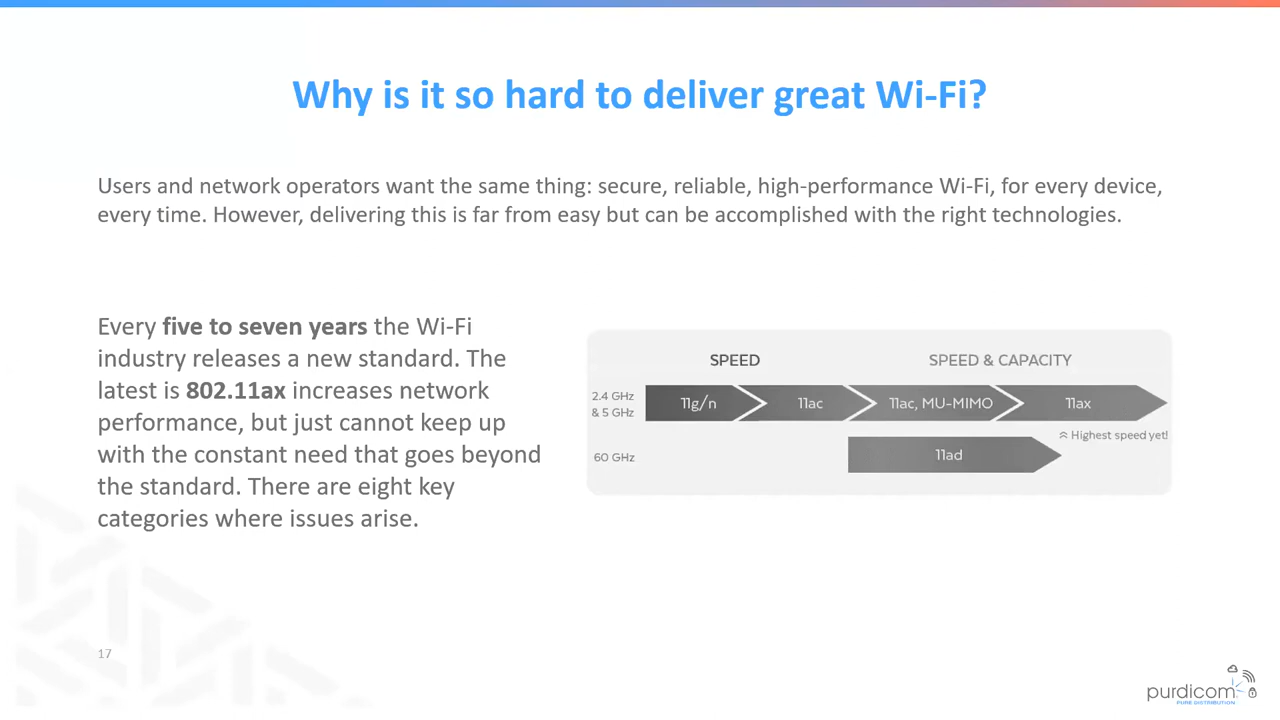 Why is it so hard to deliver great Wi-Fi?
Users and network operators want the same thing: secure, reliable, high-performance Wi-Fi, for every device,
every time. However, delivering this is far from easy but can be accomplished with the right technologies.
Every five to seven years the Wi-Fi
industry releases a new standard. The
latest is 802.11ax increases network
performance, but just cannot keep up
with the constant need that goes beyond
the standard. There are eight key
categories where issues arise.
SPEED SPEED & CAPACITY
2.4 GHz
& 5 GHz
11g/n 11ac 11ac, MU-MIMO 11ax
Highest speed yet!
60 GHz 11ad
17
purdicom
PURE DISTRIBUTION